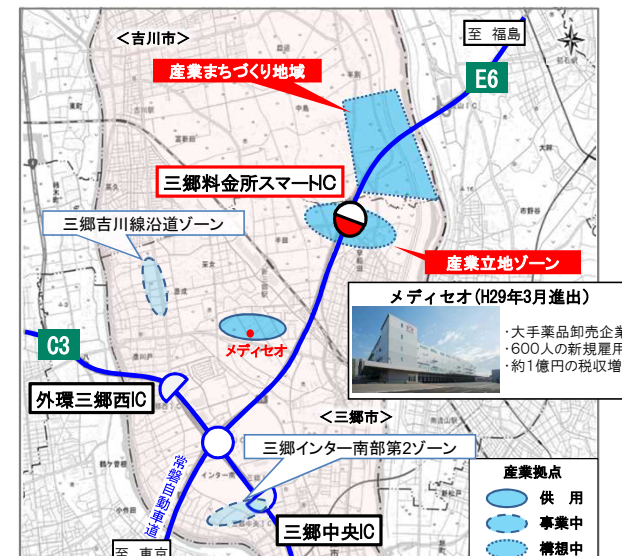 <吉川市>
至 福島
E6
産業まちづくり地域
三郷料金所スマートIC
三郷吉川線沿道ゾーン
産業立地ゾーン
メディセオ(H29年3月進出)
・大手薬品卸売企業
・600人の新規雇用
・約1億円の税収増
メディセオ
C3
外環三郷西IC
<三郷市>
三郷インター南部第2ゾーン
常磐自動車道
三郷中央IC
至 東京
産業拠点
供 用
事業中
構想中